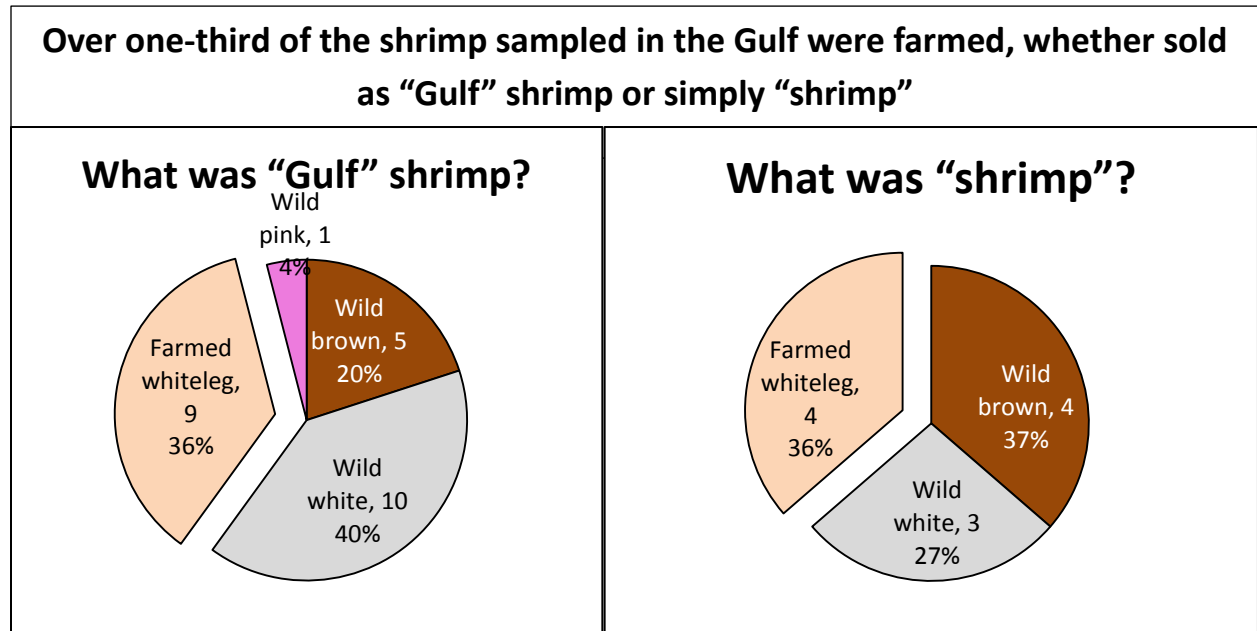 Over one-third of the shrimp sampled in the Gulf were farmed, whether sold
as “Gulf” shrimp or simply “shrimp”
What was “Gulf” shrimp?
Wild
pink, 1
4%
Wild
brown, 5
20%
Farmed
whiteleg,
9
36%
Wild
white, 10
40%
What was “shrimp”?
Farmed
whiteleg,
4
36%
Wild
brown, 4
37%
Wild
white, 3
27%